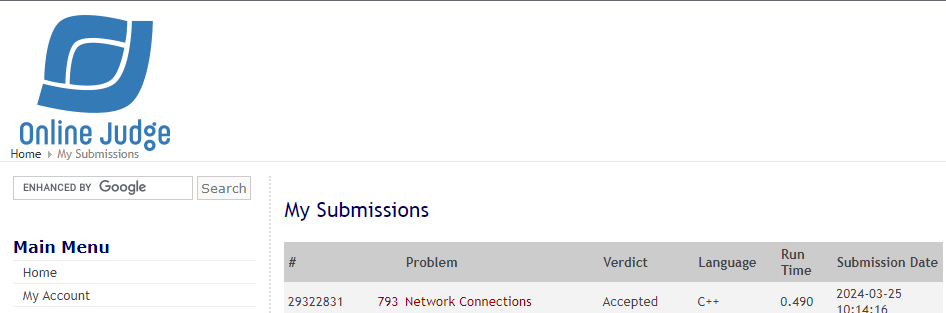 Online Judge
Home My Submissions
ENHANCED BY Google Search
Main Menu
Home
My Account
My Submissions
# Problem Verdict Language Run Time Submission Date
29322831 793 Network Connections Accepted C++ 0.490 2024-03-25 10:14:16